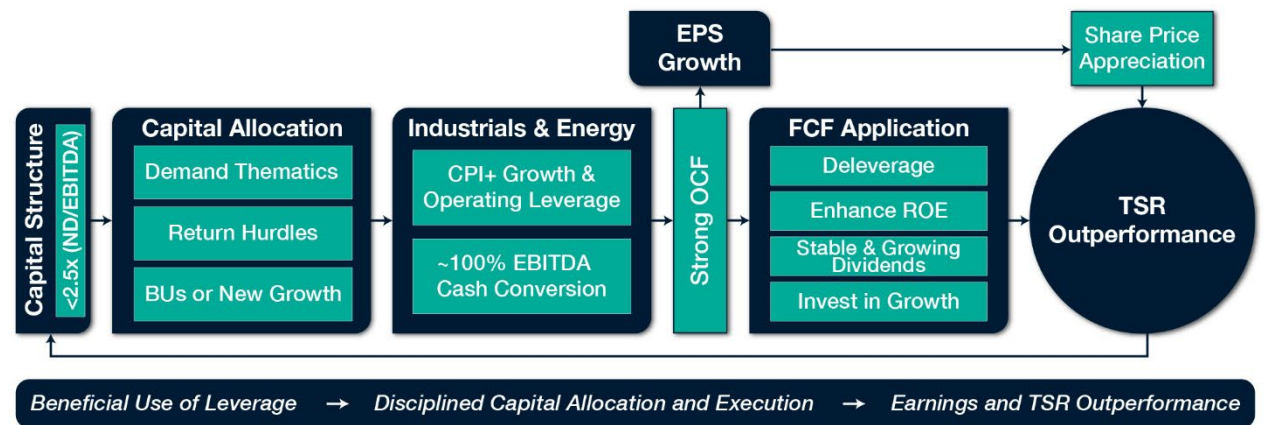 EPS
Growth
Share Price
Appreciation
Capital Structure
<2.5x (ND/EBITDA)
Capital Allocation
Demand Thematics
Return Hurdles
BUs or New Growth
Industrials & Energy
CPI+ Growth &
Operating Leverage
~100% EBITDA
Cash Conversion
Strong OCF
FCF Application
Deleverage
Enhance ROE
Stable & Growing
Dividends
Invest in Growth
TSR
Outperformance
Beneficial Use of Leverage → Disciplined Capital Allocation and Execution → Earnings and TSR Outperformance